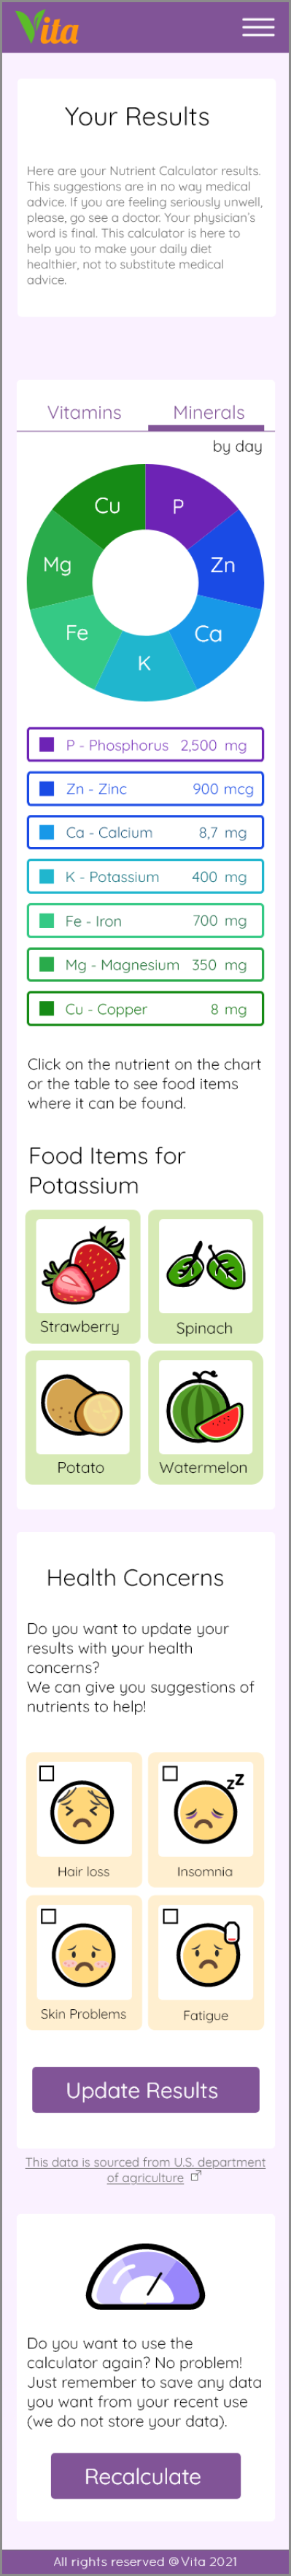 Vita
Your Results
Here are your Nutrient Calculator results.
This suggestions are in no way medical
advice. If you are feeling seriously unwell,
please, go see a doctor. Your physician's
word is final. This calculator is here to
help you to make your daily diet
healthier, not to substitute medical
advice.
Vitamins Minerals
by day
Cu P
Mg Zn
Fe Ca
K
P - Phosphorus 2,500 mg
Zn - Zinc 900 mcg
Ca - Calcium 8,7 mg
K - Potassium 400 mg
Fe - Iron 700 mg
Mg - Magnesium 350 mg
Cu - Copper 8 mg
Click on the nutrient on the chart
or the table to see food items
where it can be found.
Food Items for
Potassium
Strawberry Spinach
Potato Watermelon
Health Concerns
Do you want to update your
results with your health
concerns?
We can give you suggestions of
nutrients to help!
zZ
Hair loss Insomnia
Skin Problems Fatigue
Update Results
This data is sourced from U.S. department
of agriculture
Do you want to use the
calculator again? No problem!
Just remember to save any data
you want from your recent use
(we do not store your data).
Recalculate
All rights reserved @Vita 2021